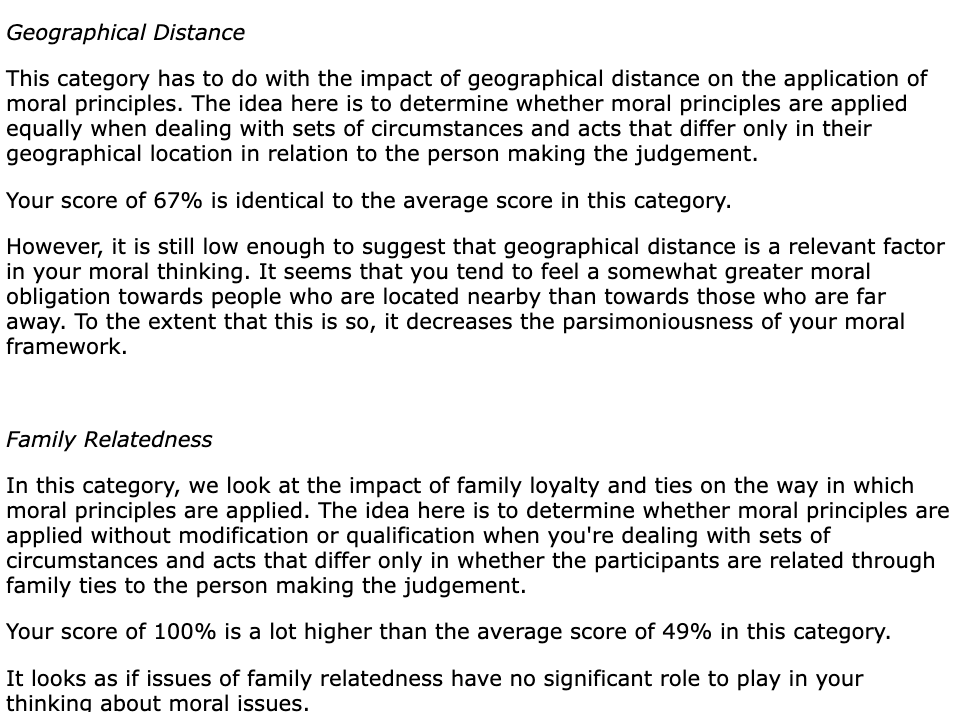 Geographical Distance
This category has to do with the impact of geographical distance on the application of
moral principles. The idea here is to determine whether moral principles are applied
equally when dealing with sets of circumstances and acts that differ only in their
geographical location in relation to the person making the judgement.
Your score of 67% is identical to the average score in this category.
However, it is still low enough to suggest that geographical distance is a relevant factor
in your moral thinking. It seems that you tend to feel a somewhat greater moral
obligation towards people who are located nearby than towards those who are far
away. To the extent that this is so, it decreases the parsimoniousness of your moral
framework.
Family Relatedness
In this category, we look at the impact of family loyalty and ties on the way in which
moral principles are applied. The idea here is to determine whether moral principles are
applied without modification or qualification when you're dealing with sets of
circumstances and acts that differ only in whether the participants are related through
family ties to the person making the judgement.
Your score of 100% is a lot higher than the average score of 49% in this category.
It looks as if issues of family relatedness have no significant role to play in your
thinking about moral issues.